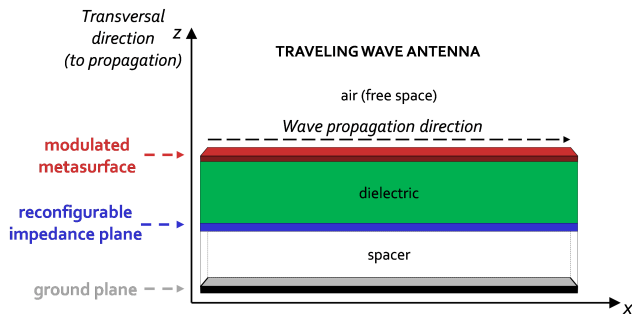 Transversal
direction
(to propagation)
z
TRAVELING WAVE ANTENNA
air (free space)
Wave propagation direction
modulated
metasurface
dielectric
reconfigurable
impedance plane
spacer
ground plane
x